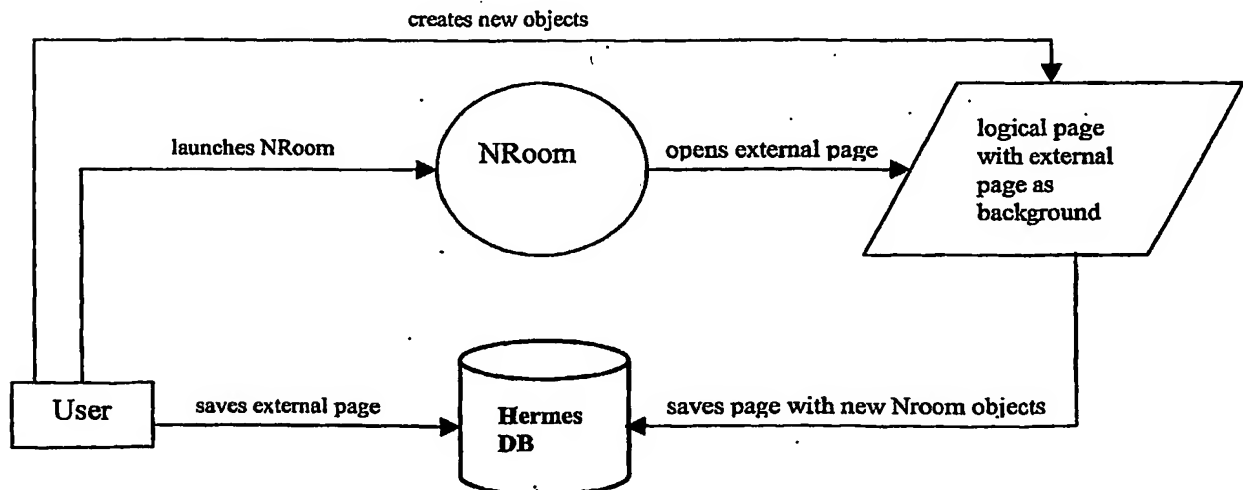 creates new objects
launches NRoom
NRoom
opens external page
logical page
with external
page as
background
User
saves external page
Hermes
DB
saves page with new Nroom objects